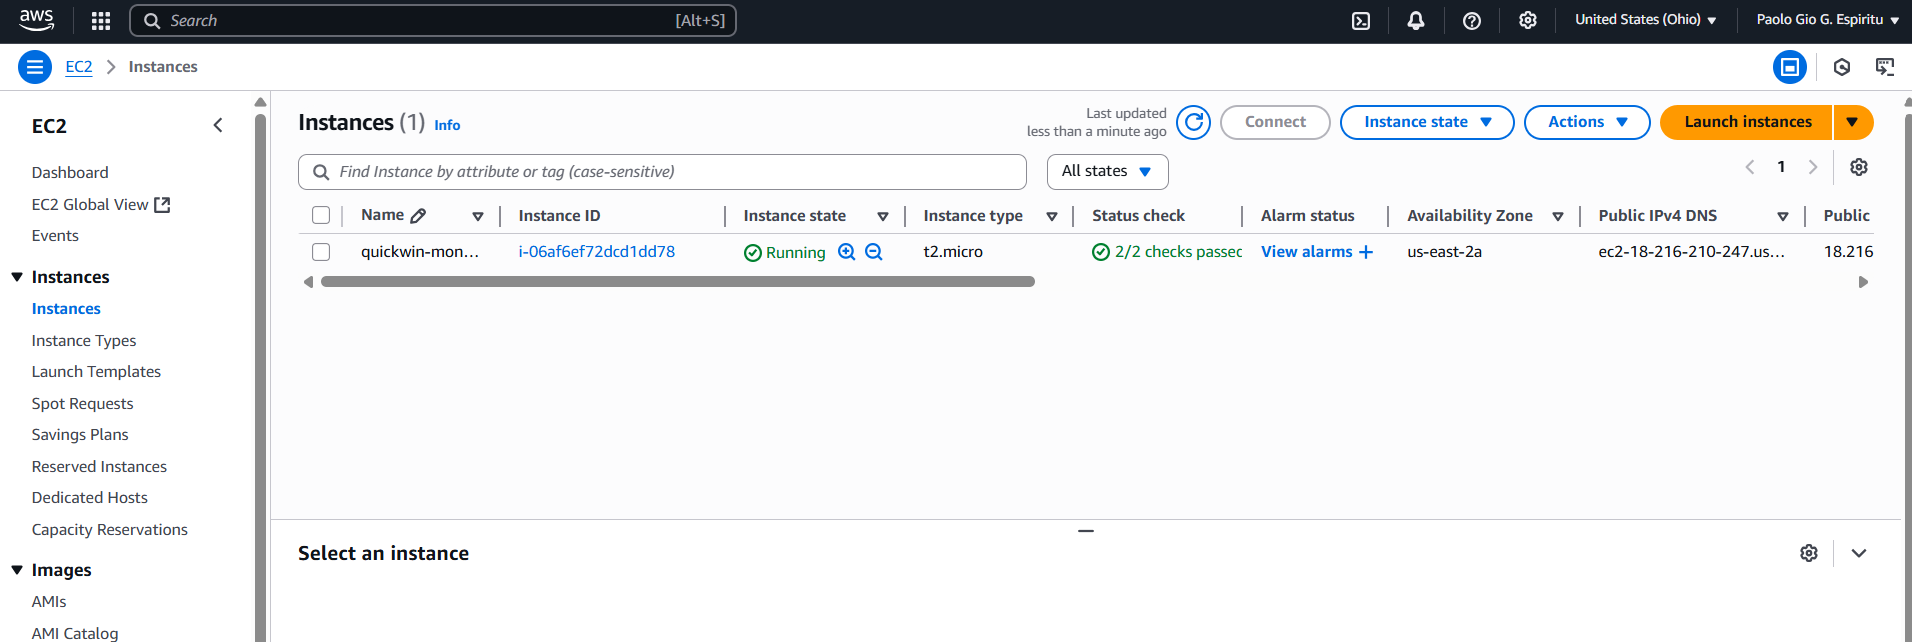 aws
Search [Alt+S]
United States (Ohio)
Paolo Gio G. Espiritu
EC2 Instances
EC2
Dashboard
EC2 Global View
Events
Instances
Instances
Instance Types
Launch Templates
Spot Requests
Savings Plans
Reserved Instances
Dedicated Hosts
Capacity Reservations
Images
AMIs
AMI Catalog
Instances (1) Info
Last updated
less than a minute ago
Connect
Instance state
Actions
Launch instances
Find Instance by attribute or tag (case-sensitive)
All states
1
Name Instance ID Instance state Instance type Status check Alarm status Availability Zone Public IPv4 DNS Public
quickwin-mon... i-06af6ef72dcd1dd78 Running t2.micro 2/2 checks passec View alarms + us-east-2a ec2-18-216-210-247.us... 18.216
Select an instance